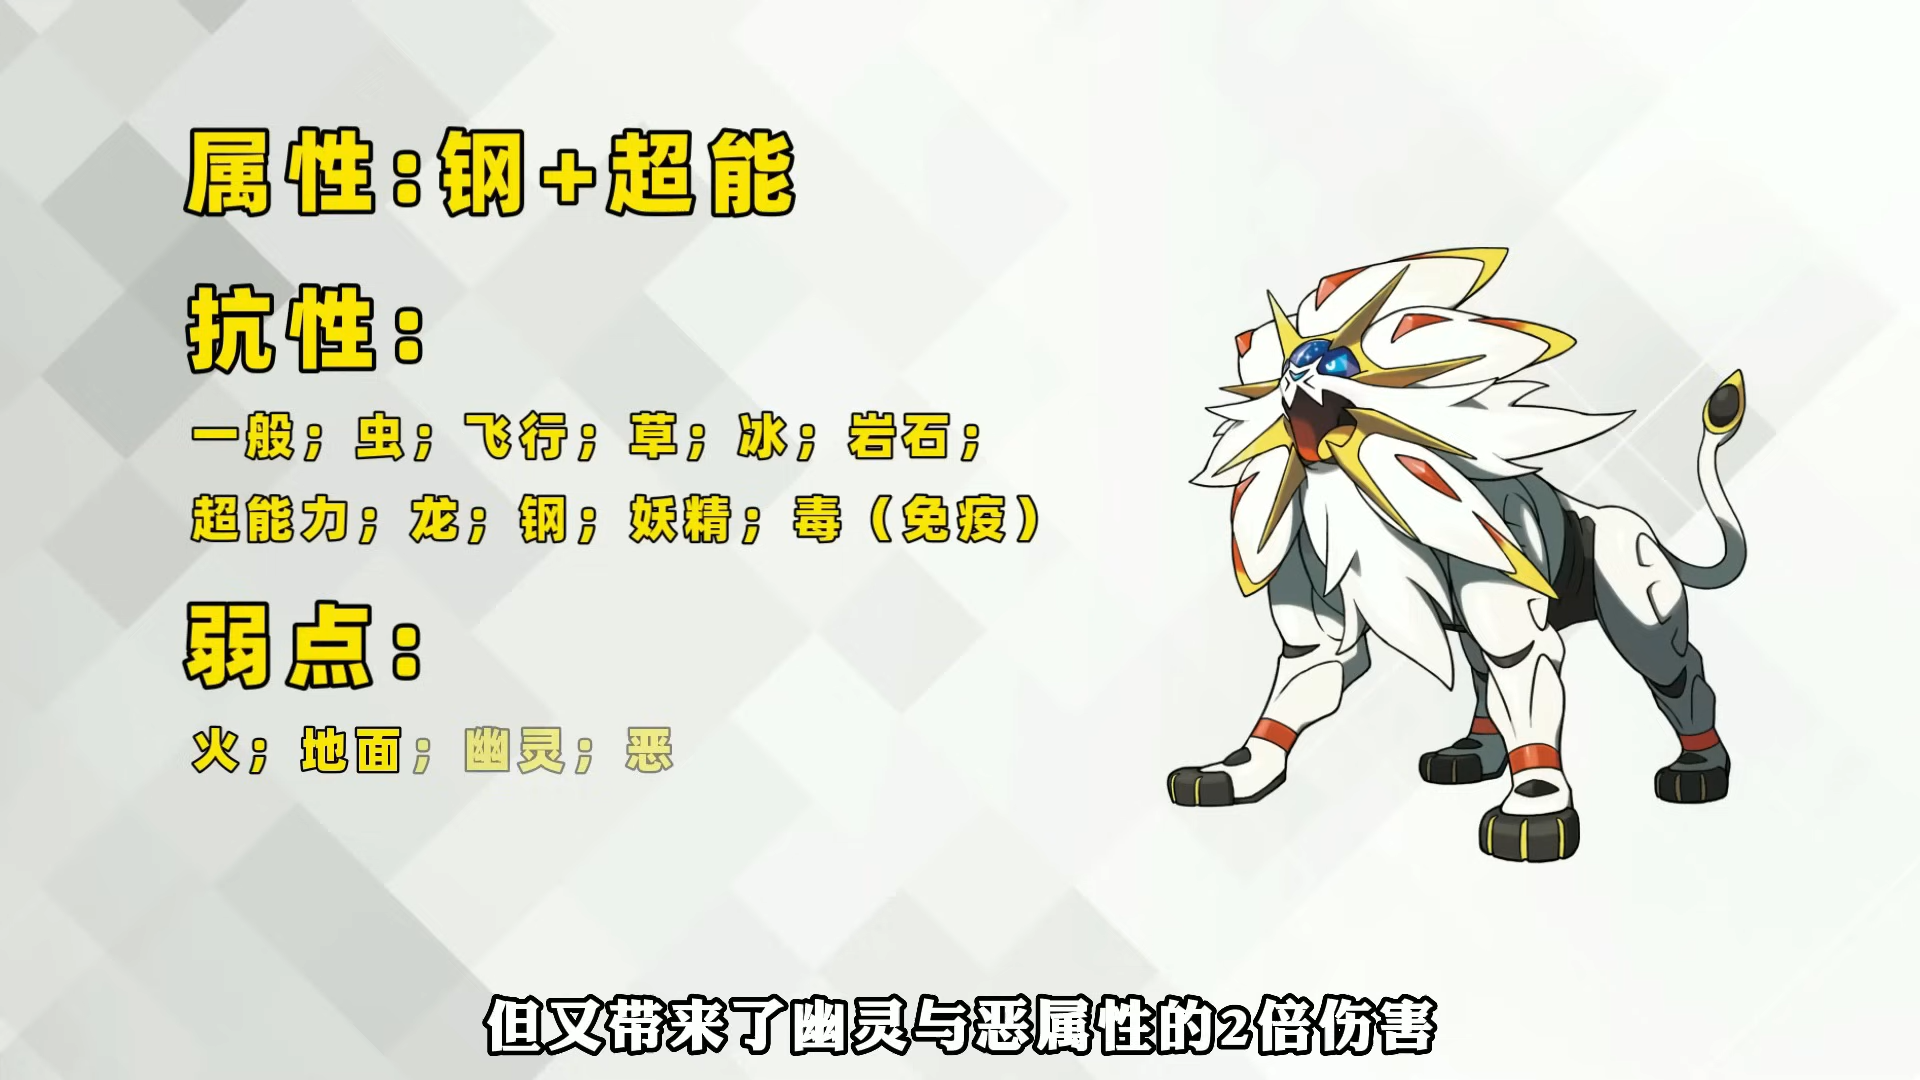 属性:钢+超能
抗性:
一般；虫；飞行；草；冰；岩石；
超能力；龙；钢；妖精；毒（免疫）
弱点:
火；地面；幽灵；恶
但又带来了幽灵与恶属性的2倍伤害